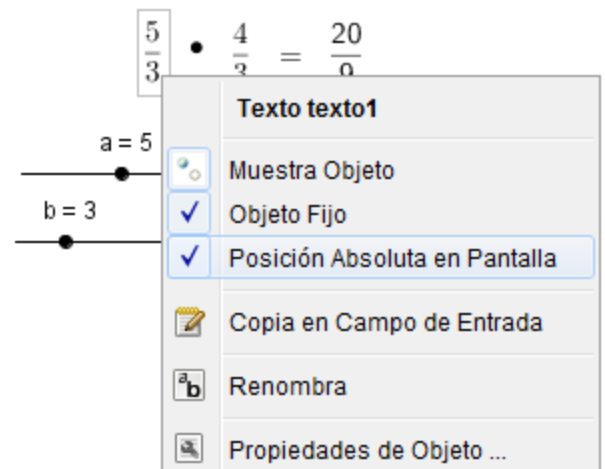 5/3 • 4/3 = 20/9
Texto texto1
a = 5
Muestra Objeto
b = 3
Objeto Fijo
Posición Absoluta en Pantalla
Copia en Campo de Entrada
ab
Renombra
Propiedades de Objeto ...